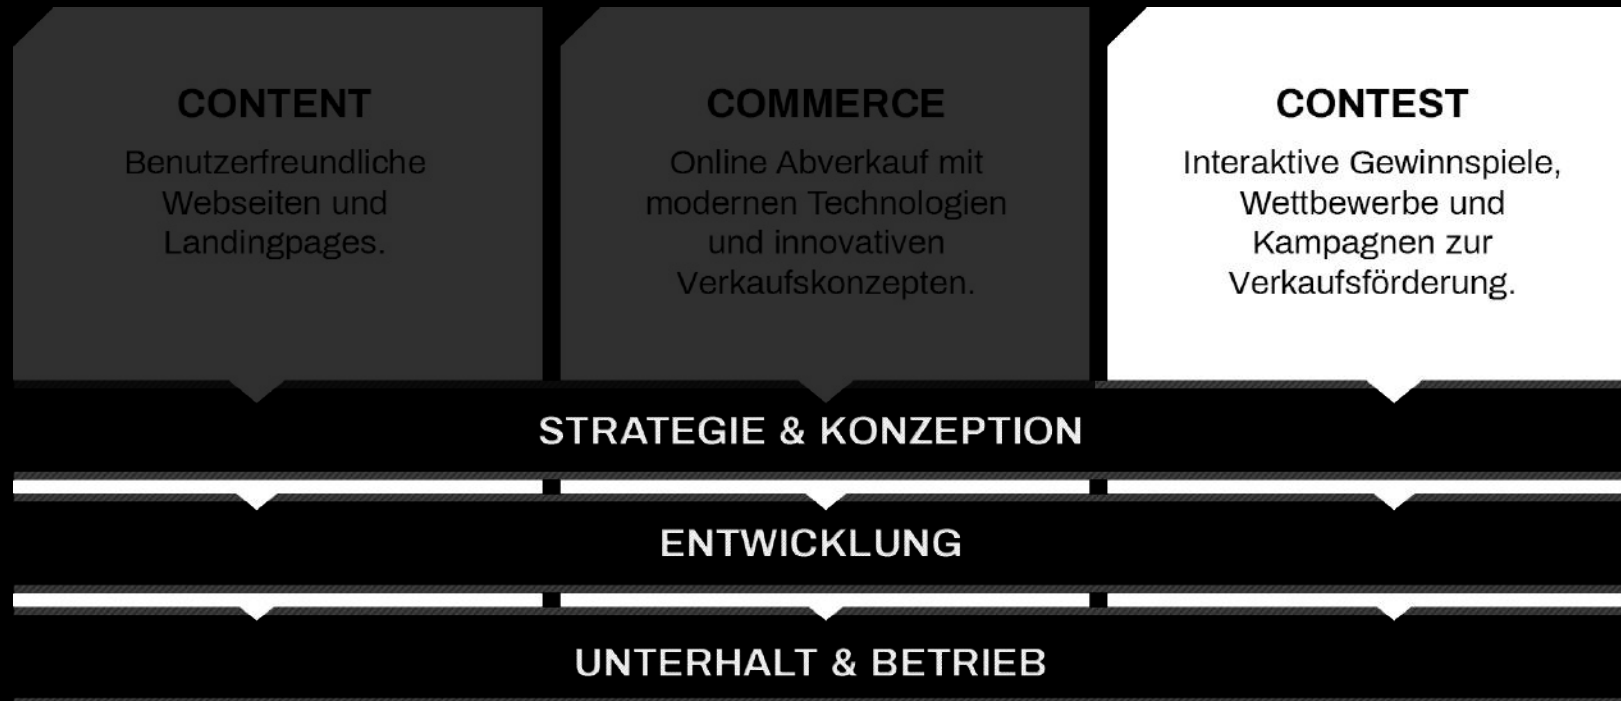 CONTENT
Benutzerfreundliche
Webseiten und
Landingpages.
COMMERCE
Online Abverkauf mit
modernen Technologien
und innovativen
Verkaufskonzepten.
CONTEST
Interaktive Gewinnspiele,
Wettbewerbe und
Kampagnen zur
Verkaufsförderung.
STRATEGIE & KONZEPTION
ENTWICKLUNG
UNTERHALT & BETRIEB